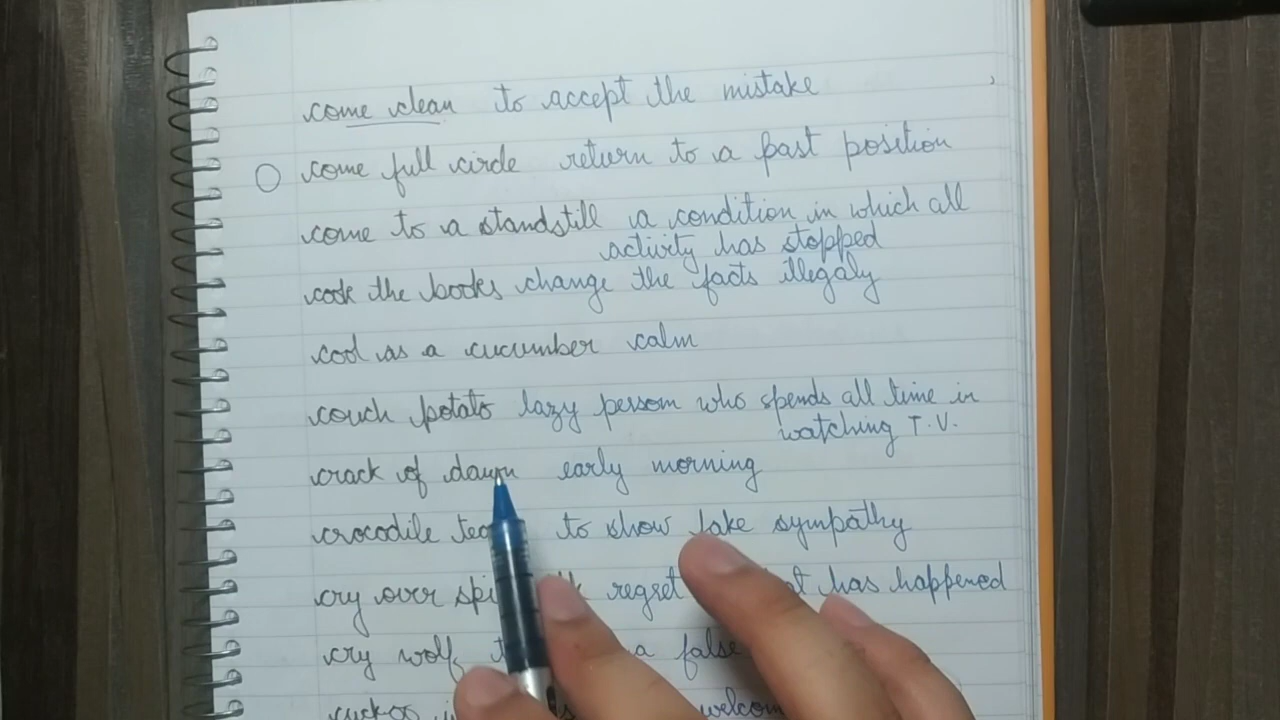 come clean to accept the mistake
come full circle return to a past position
come to a standstill a condition in which all
activity has stopped
cook the books change the facts illegaly
cool as a cucumber calm
couch potato lazy person who spends all time in
watching T.V.
crack of dawn early morning
crocodile to show fake sympathy
cry over regret has happened
cry wolf a false
cuckoo